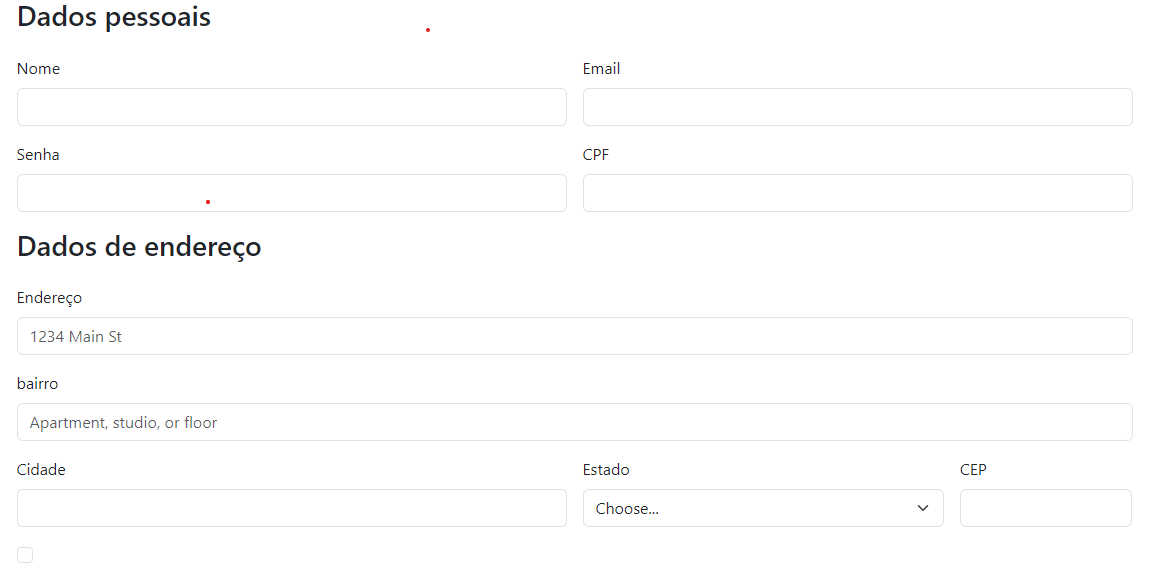 Dados pessoais
Nome Email
Senha CPF
Dados de endereço
Endereço
1234 Main St
bairro
Apartment, studio, or floor
Cidade Estado CEP
Choose...